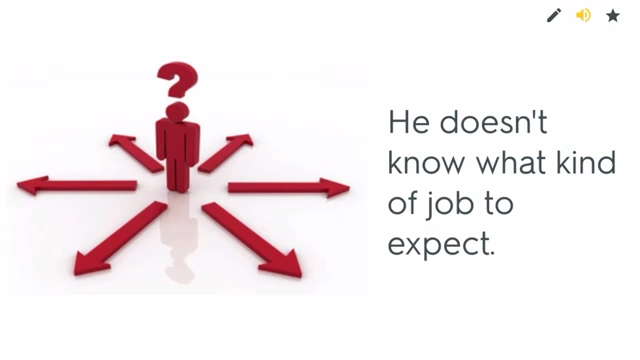 ?
He doesn't
know what kind
of job to
expect.